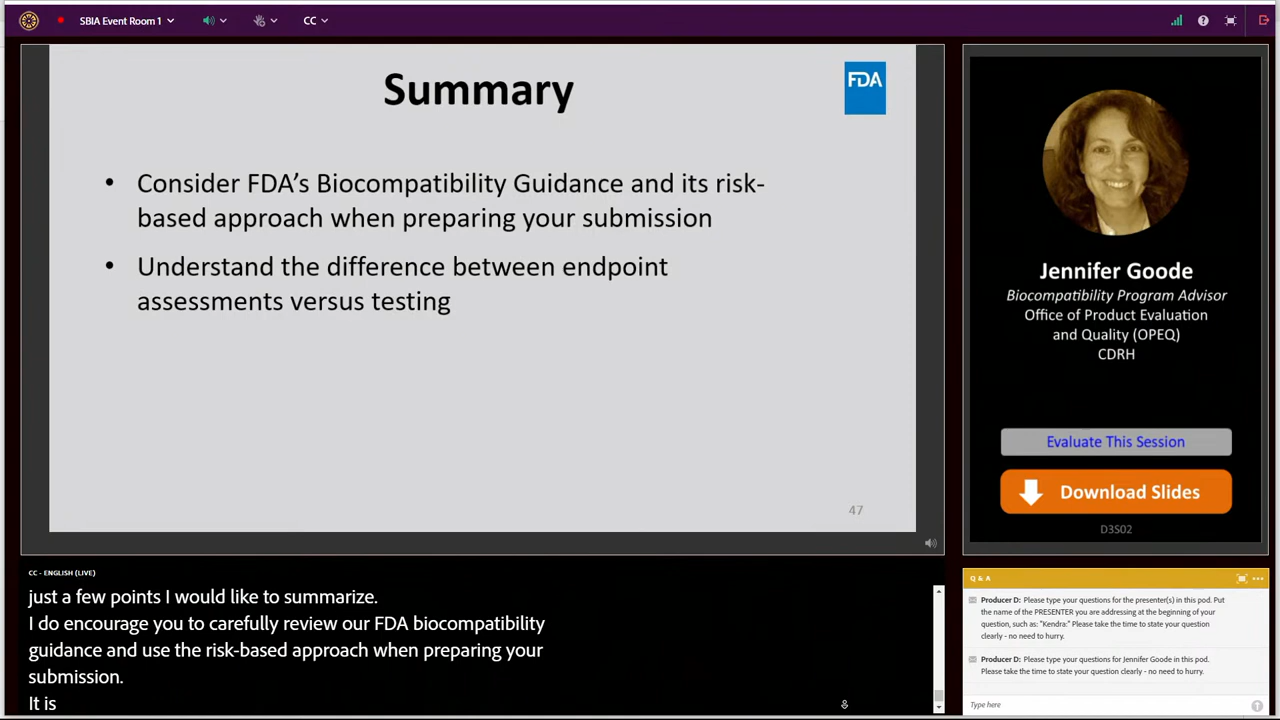 SBIA Event Room 1
CC
Summary
FDA
• Consider FDA's Biocompatibility Guidance and its risk-
based approach when preparing your submission
• Understand the difference between endpoint
assessments versus testing
47
Jennifer Goode
Biocompatibility Program Advisor
Office of Product Evaluation
and Quality (OPEQ)
CDRH
Evaluate This Session
Download Slides
D3S02
CC - ENGLISH (LIVE)
just a few points I would like to summarize.
I do encourage you to carefully review our FDA biocompatibility
guidance and use the risk-based approach when preparing your
submission.
It is
Q & A
Producer D: Please type your questions for the presenter(s) in this pod. Put
the name of the PRESENTER you are addressing at the beginning of your
question, such as: "Kendra:" Please take the time to state your question
clearly - no need to hurry.
Producer D: Please type your questions for Jennifer Goode in this pod.
Please take the time to state your question clearly - no need to hurry.
Type here